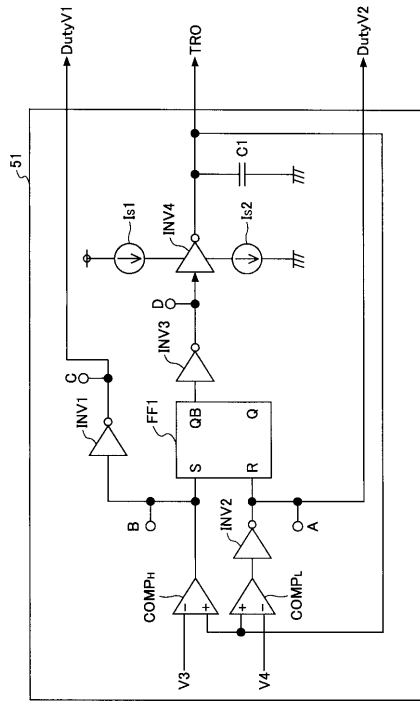 51
DutyV1
TRO
DutyV2
Is1
INV4
C1
Is2
C
INV1
D
INV3
FF1
B
S
QB
R
Q
INV2
A
COMPH
COMPL
V3
V4
-
+
+
-